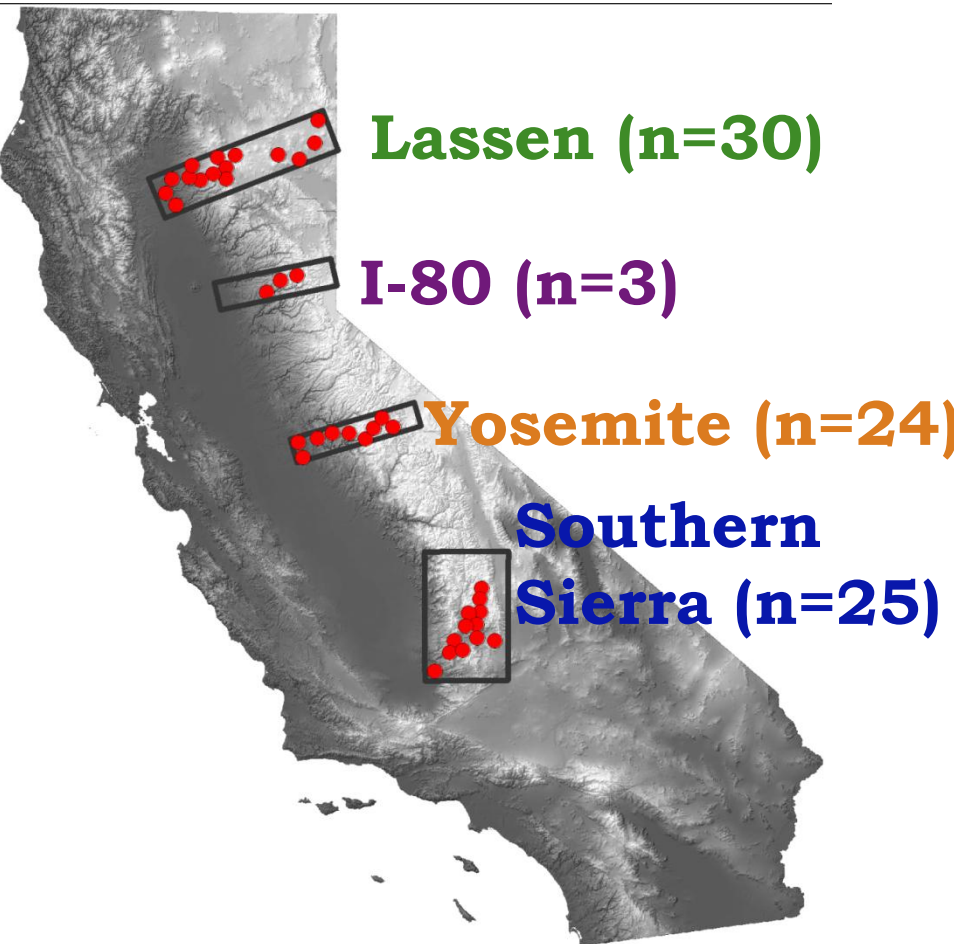 Lassen (n=30)
I-80 (n=3)
Yosemite (n=24)
Southern
Sierra (n=25)